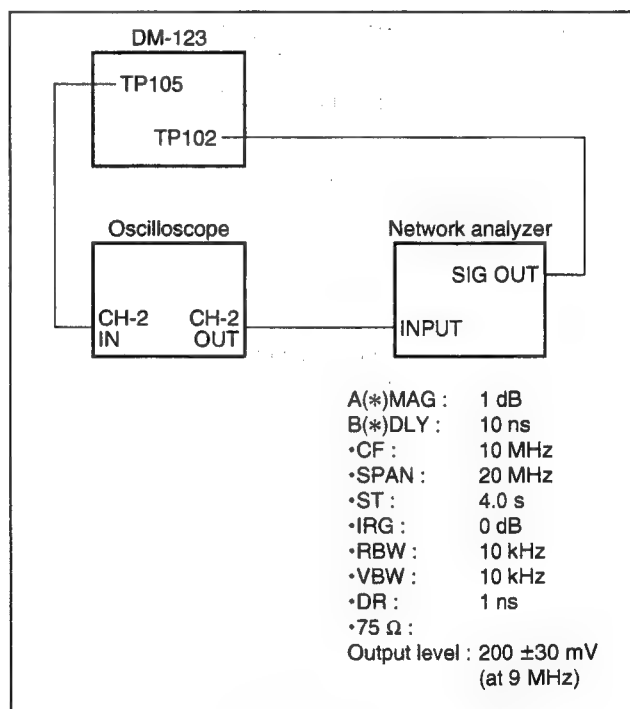 DM-123
TP105
TP102
Oscilloscope
Network analyzer
CH-2 IN
CH-2 OUT
SIG OUT
INPUT
A(*)MAG : 1 dB
B(*)DLY : 10 ns
•CF : 10 MHz
•SPAN : 20 MHz
•ST : 4.0 s
•IRG : 0 dB
•RBW : 10 kHz
•VBW : 10 kHz
•DR : 1 ns
•75 Ω :
Output level : 200 ±30 mV
(at 9 MHz)